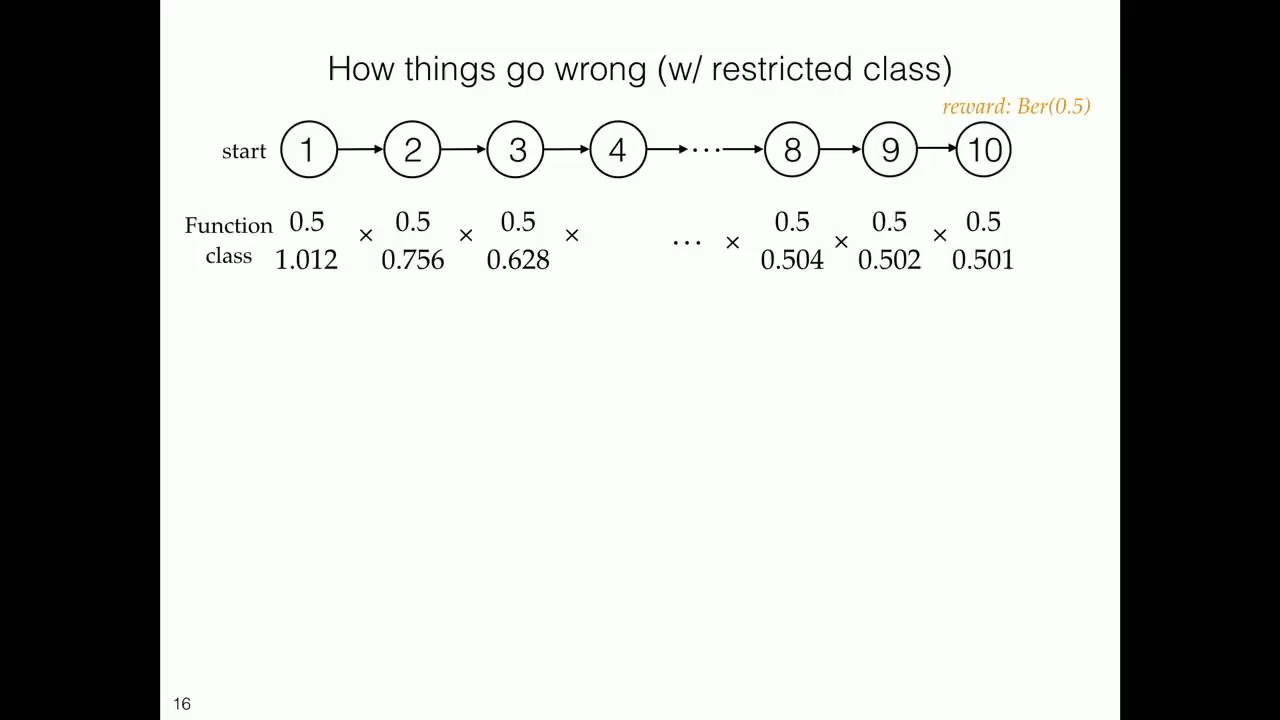 How things go wrong (w/ restricted class)
reward: Ber(0.5)
start 1 2 3 4 ... 8 9 10
Function 0.5 0.5 0.5 0.5 0.5 0.5
× × × ... × × ×
class 1.012 0.756 0.628 0.504 0.502 0.501
16